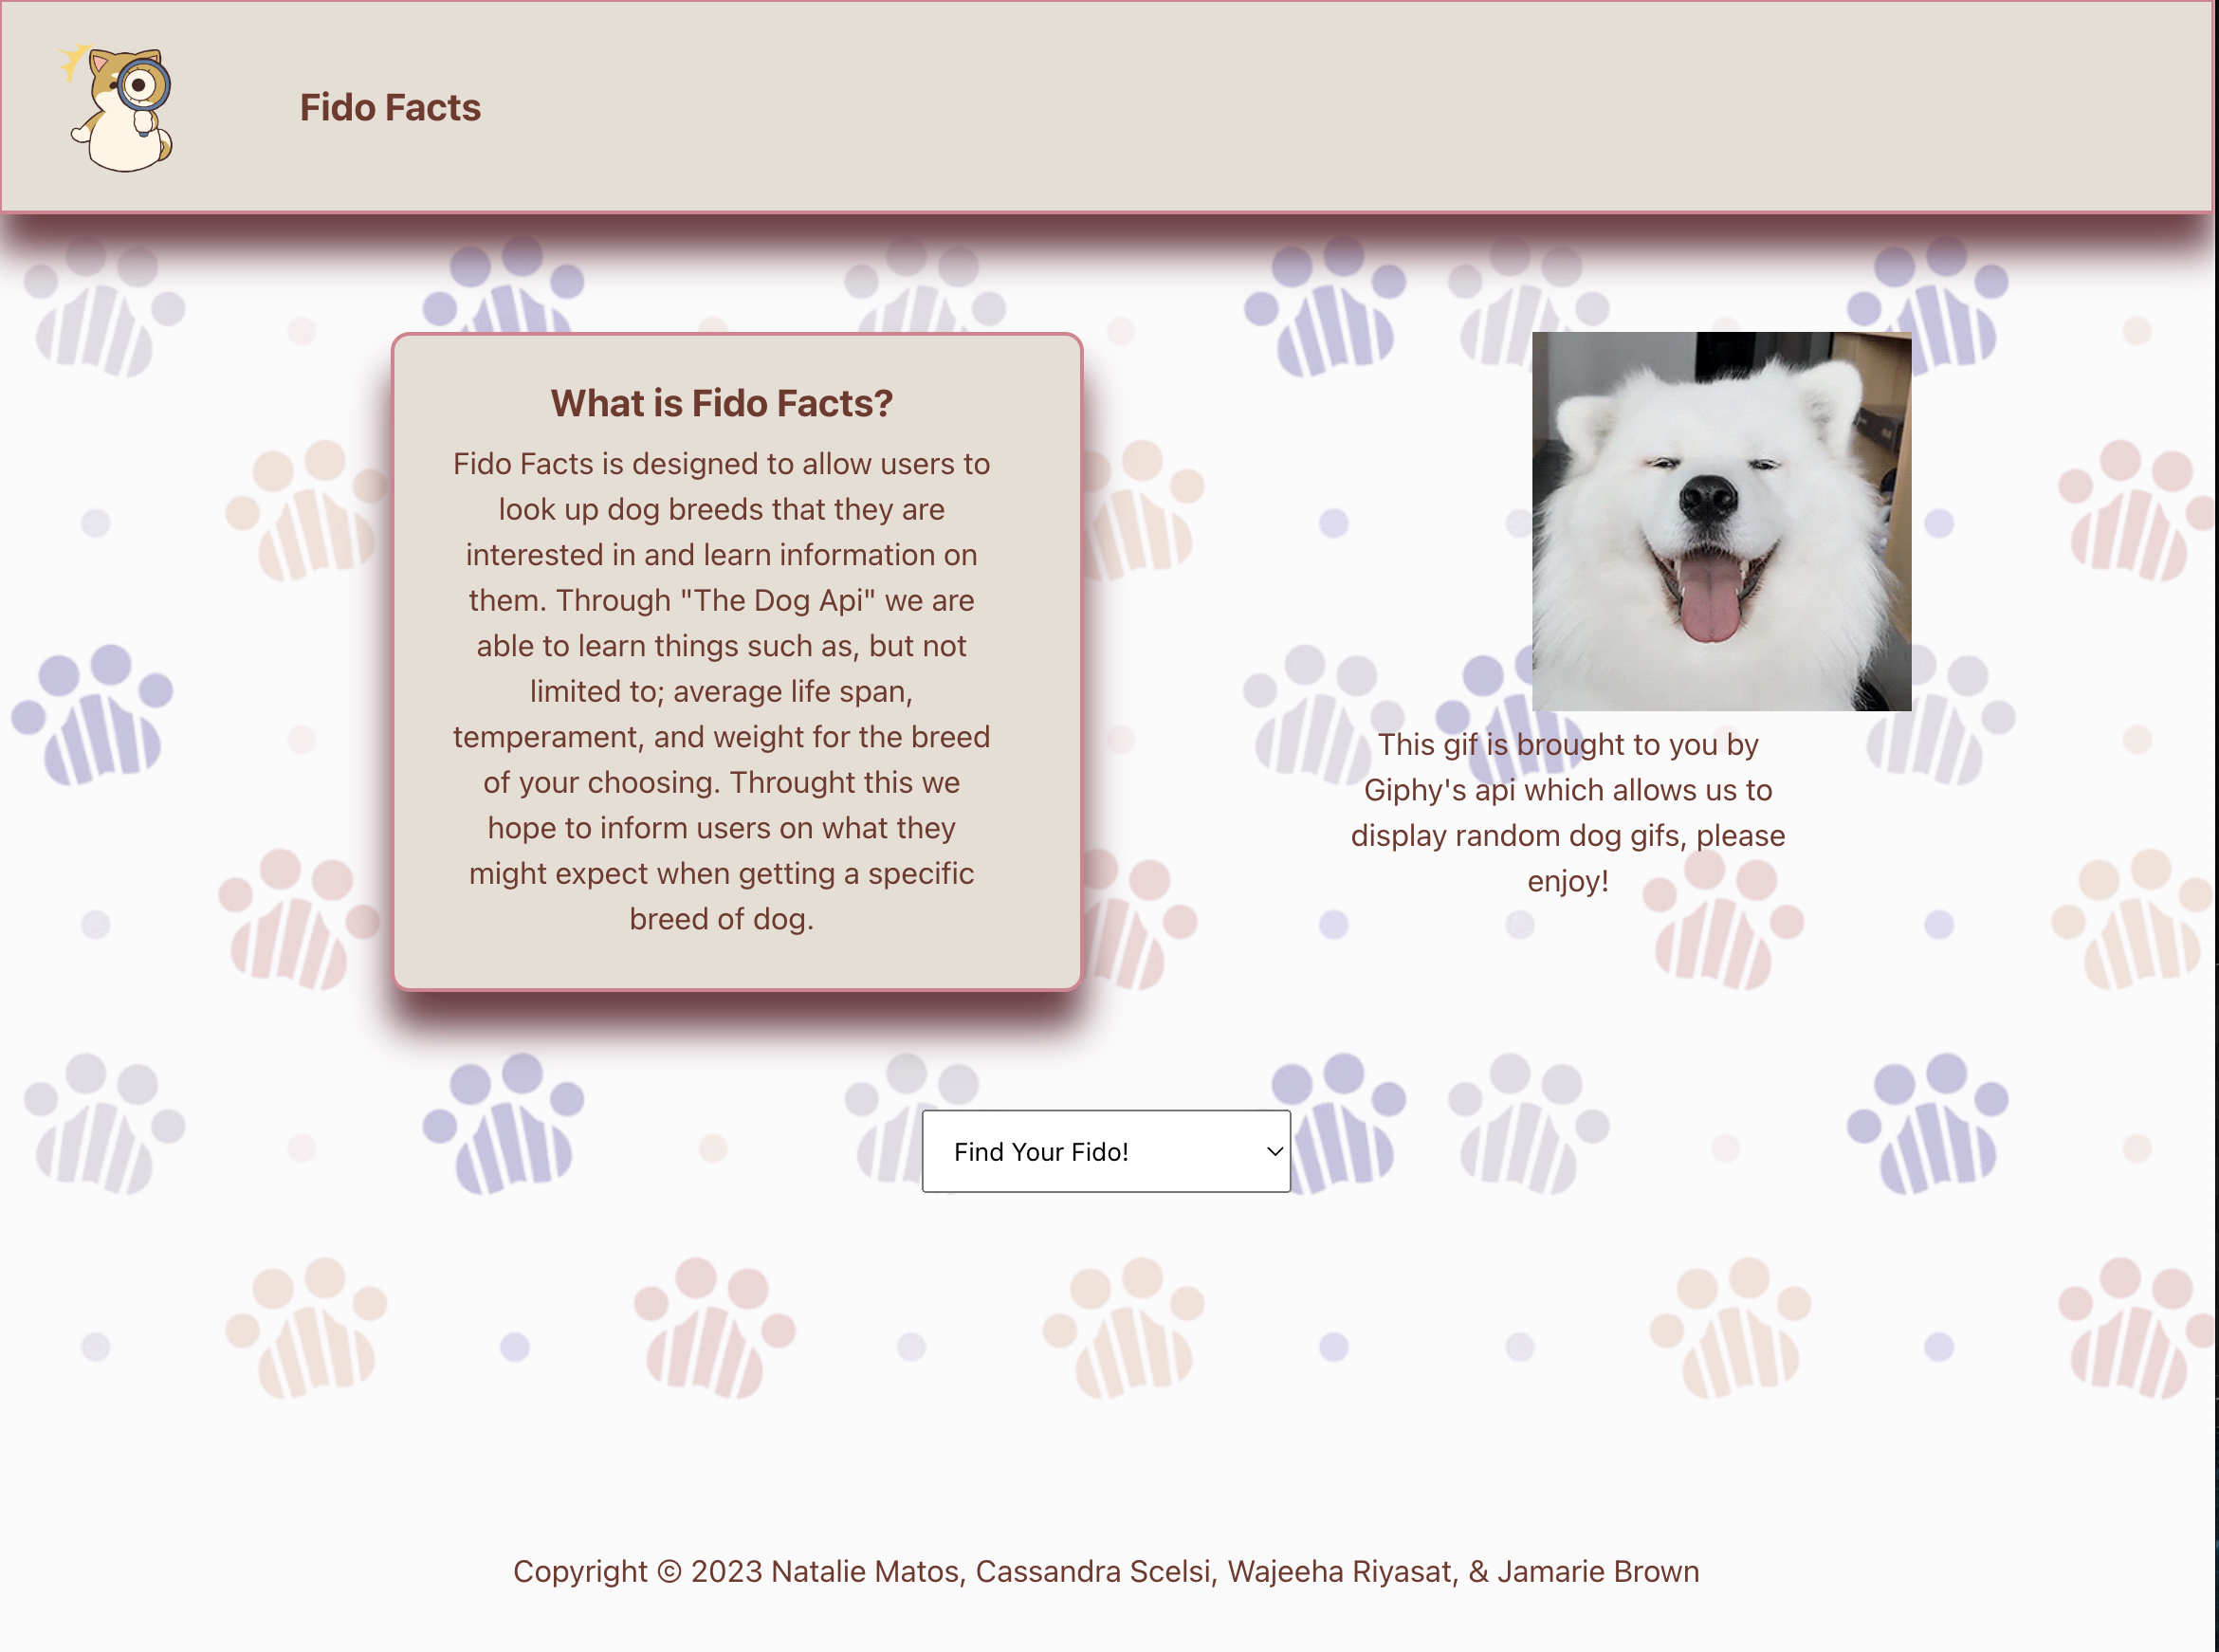 Fido Facts
What is Fido Facts?
Fido Facts is designed to allow users to
look up dog breeds that they are
interested in and learn information on
them. Through "The Dog Api" we are
able to learn things such as, but not
limited to; average life span,
temperament, and weight for the breed
of your choosing. Throught this we
hope to inform users on what they
might expect when getting a specific
breed of dog.
This gif is brought to you by
Giphy's api which allows us to
display random dog gifs, please
enjoy!
Find Your Fido!
Copyright © 2023 Natalie Matos, Cassandra Scelsi, Wajeeha Riyasat, & Jamarie Brown